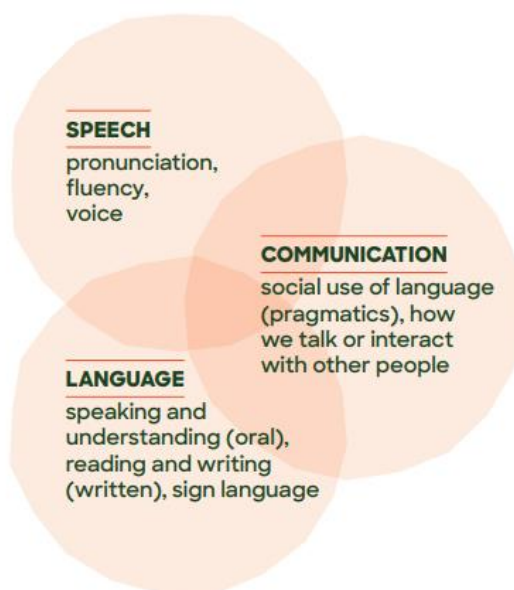 SPEECH
pronunciation,
fluency,
voice
COMMUNICATION
social use of language
(pragmatics), how
we talk or interact
with other people
LANGUAGE
speaking and
understanding (oral),
reading and writing
(written), sign language